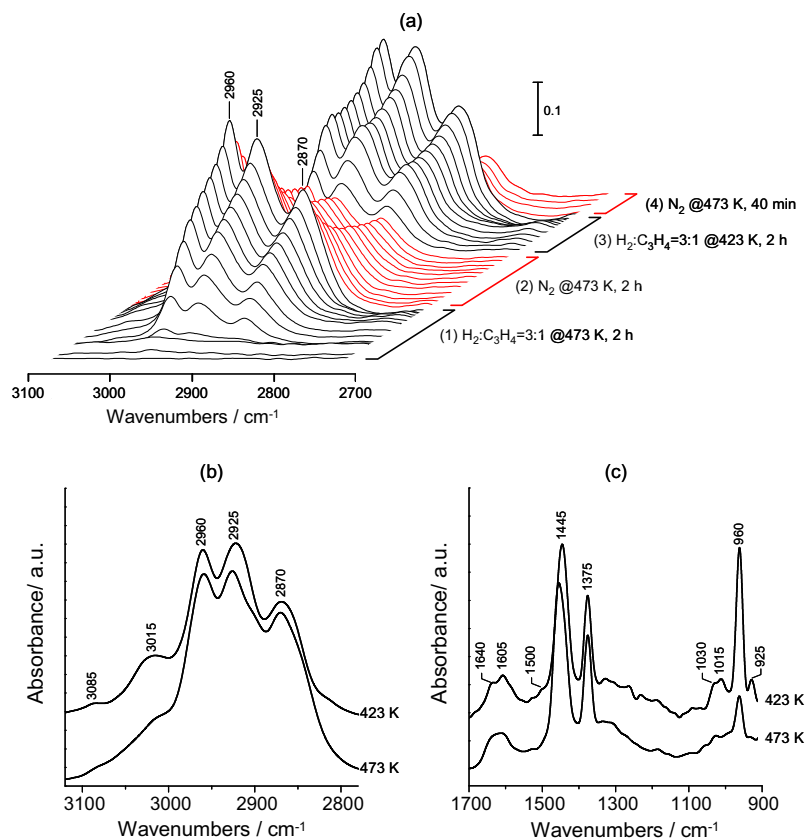 (a)
2960
2925
2870
0.1
(4) N₂ @473 K, 40 min
(3) H₂:C₃H₄=3:1 @423 K, 2 h
(2) N₂ @473 K, 2 h
(1) H₂:C₃H₄=3:1 @473 K, 2 h
3100 3000 2900 2800 2700
Wavenumbers / cm⁻¹
(b)
Absorbance/ a.u.
3085
3015
2960
2925
2870
423 K
473 K
3100 3000 2900 2800
Wavenumbers / cm⁻¹
(c)
Absorbance/ a.u.
1640
1605
1500
1445
1375
1030
1015
960
925
423 K
473 K
1700 1500 1300 1100 900
Wavenumbers / cm⁻¹